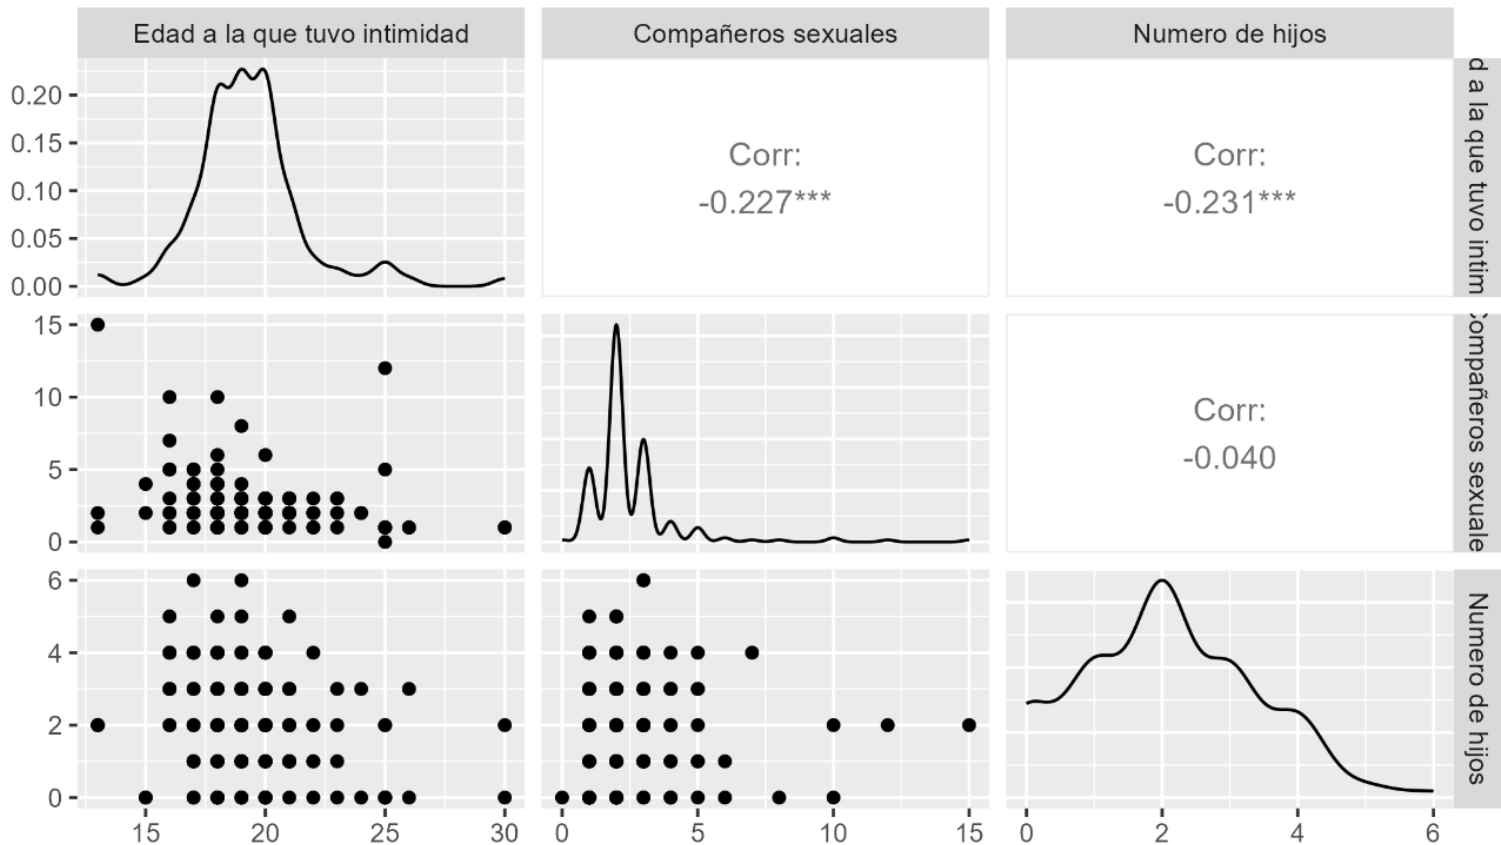 Edad a la que tuvo intimidad
Compañeros sexuales
Numero de hijos
0.20
0.15
0.10
0.05
0.00
Corr:
-0.227***
Corr:
-0.231***
d a la que tuvo intim
15
10
5
0
Corr:
-0.040
Compañeros sexuale
6
4
2
0
Numero de hijos
15 20 25 30
0 5 10 15
0 2 4 6